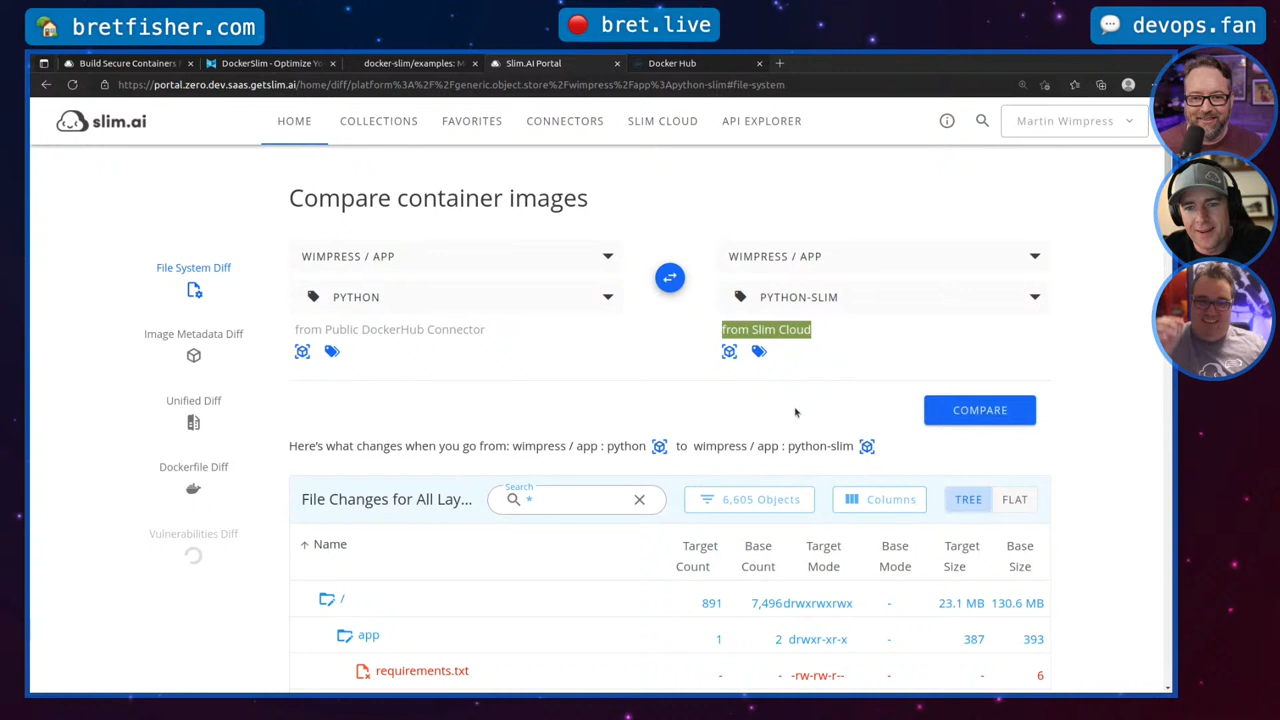 bretfisher.com
bret.live
devops.fan
Build Secure Containers
DockerSlim - Optimize Yo
docker-slim/examples: M
Slim.AI Portal
Docker Hub
https://portal.zero.dev.saas.getslim.ai/home/diff/platform%3A%2F%2Fgeneric.object.store%2Fwimpress%2Fapp%3Apython-slim#file-system
slim.ai
HOME
COLLECTIONS
FAVORITES
CONNECTORS
SLIM CLOUD
API EXPLORER
Martin Wimpress
Compare container images
File System Diff
Image Metadata Diff
Unified Diff
Dockerfile Diff
Vulnerabilities Diff
WIMPRESS / APP
PYTHON
from Public DockerHub Connector
WIMPRESS / APP
PYTHON-SLIM
from Slim Cloud
COMPARE
Here's what changes when you go from: wimpress / app : python to wimpress / app : python-slim
File Changes for All Lay...
Search
*
6,605 Objects
Columns
TREE
FLAT
Name
Target Count
Base Count
Target Mode
Base Mode
Target Size
Base Size
/ 891 7,496 drwxrwxrwx - 23.1 MB 130.6 MB
app 1 2 drwxr-xr-x - 387 393
requirements.txt - - -rw-rw-r-- - 6